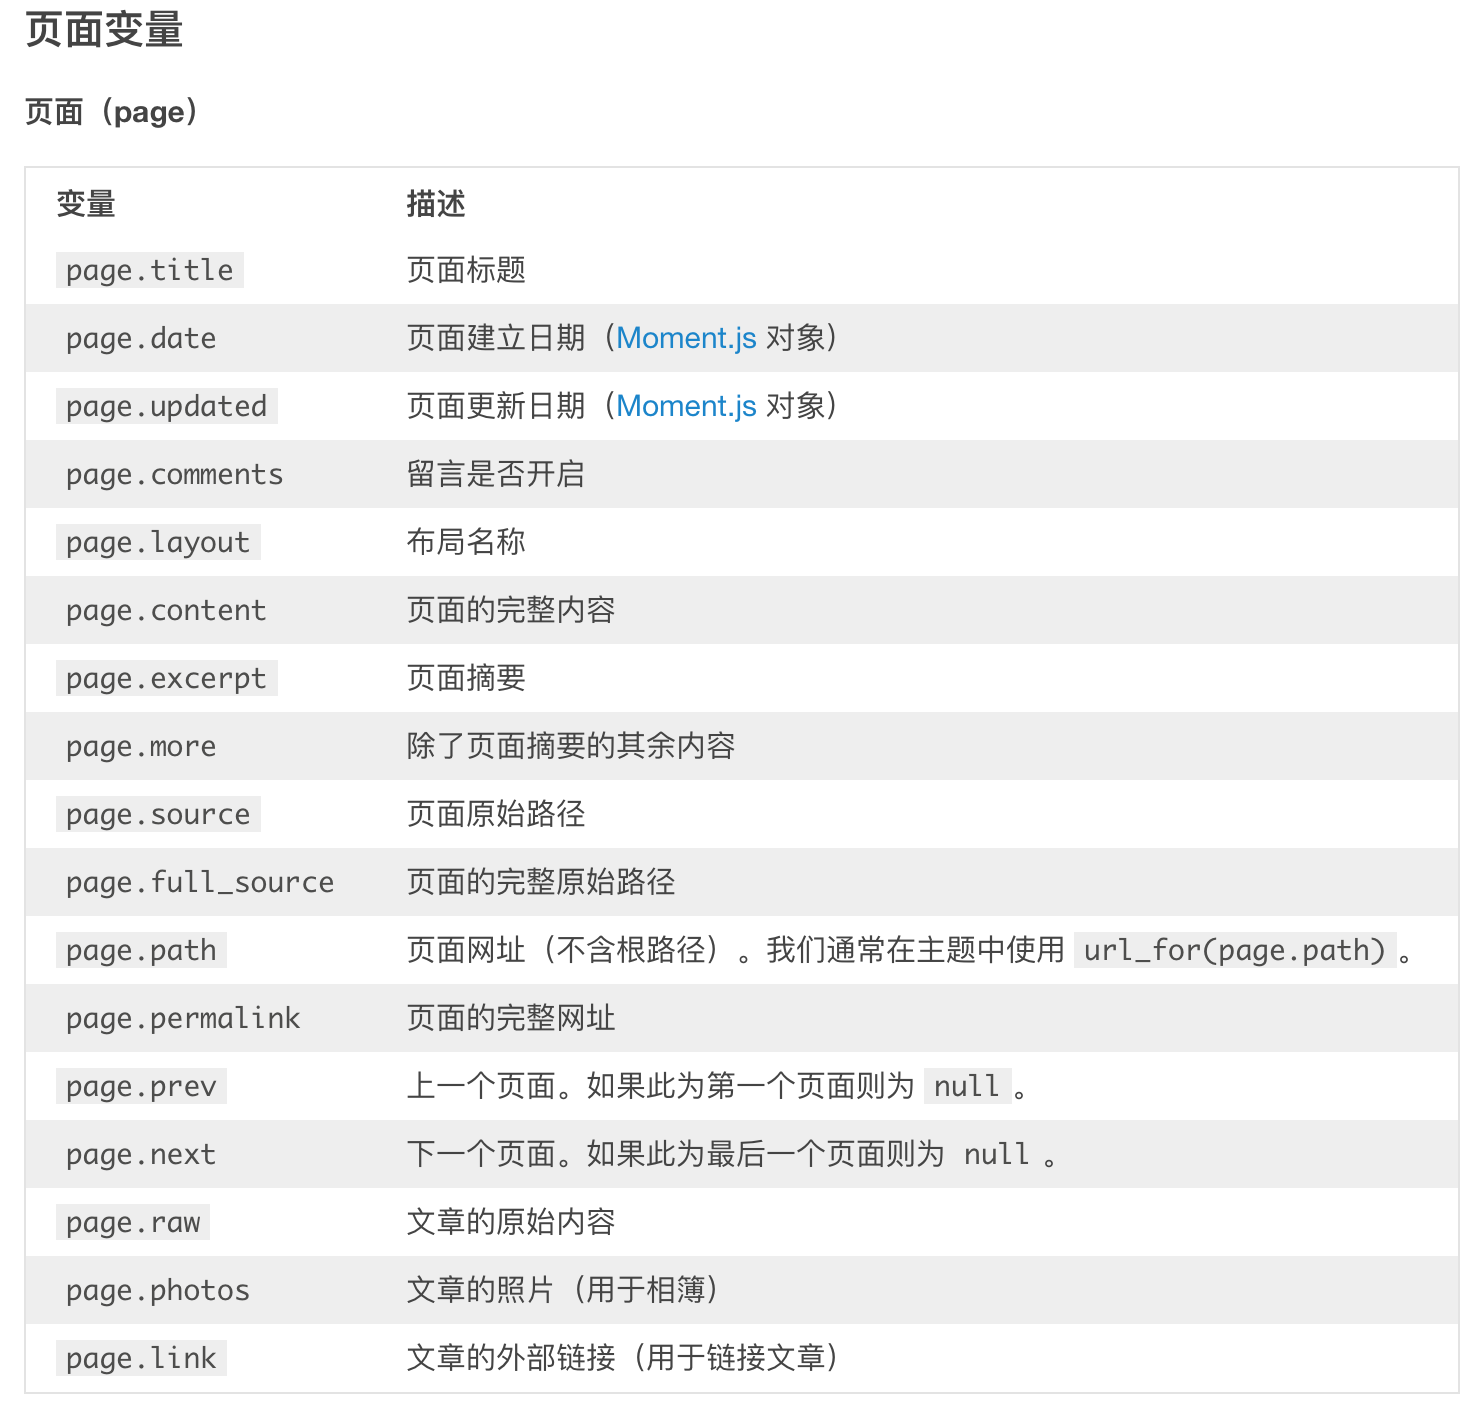 页面变量
页面（page）
变量 描述
page.title 页面标题
page.date 页面建立日期（Moment.js 对象）
page.updated 页面更新日期（Moment.js 对象）
page.comments 留言是否开启
page.layout 布局名称
page.content 页面的完整内容
page.excerpt 页面摘要
page.more 除了页面摘要的其余内容
page.source 页面原始路径
page.full_source 页面的完整原始路径
page.path 页面网址（不含根路径）。我们通常在主题中使用 url_for(page.path) 。
page.permalink 页面的完整网址
page.prev 上一个页面。如果此为第一个页面则为 null 。
page.next 下一个页面。如果此为最后一个页面则为 null 。
page.raw 文章的原始内容
page.photos 文章的照片（用于相簿）
page.link 文章的外部链接（用于链接文章）